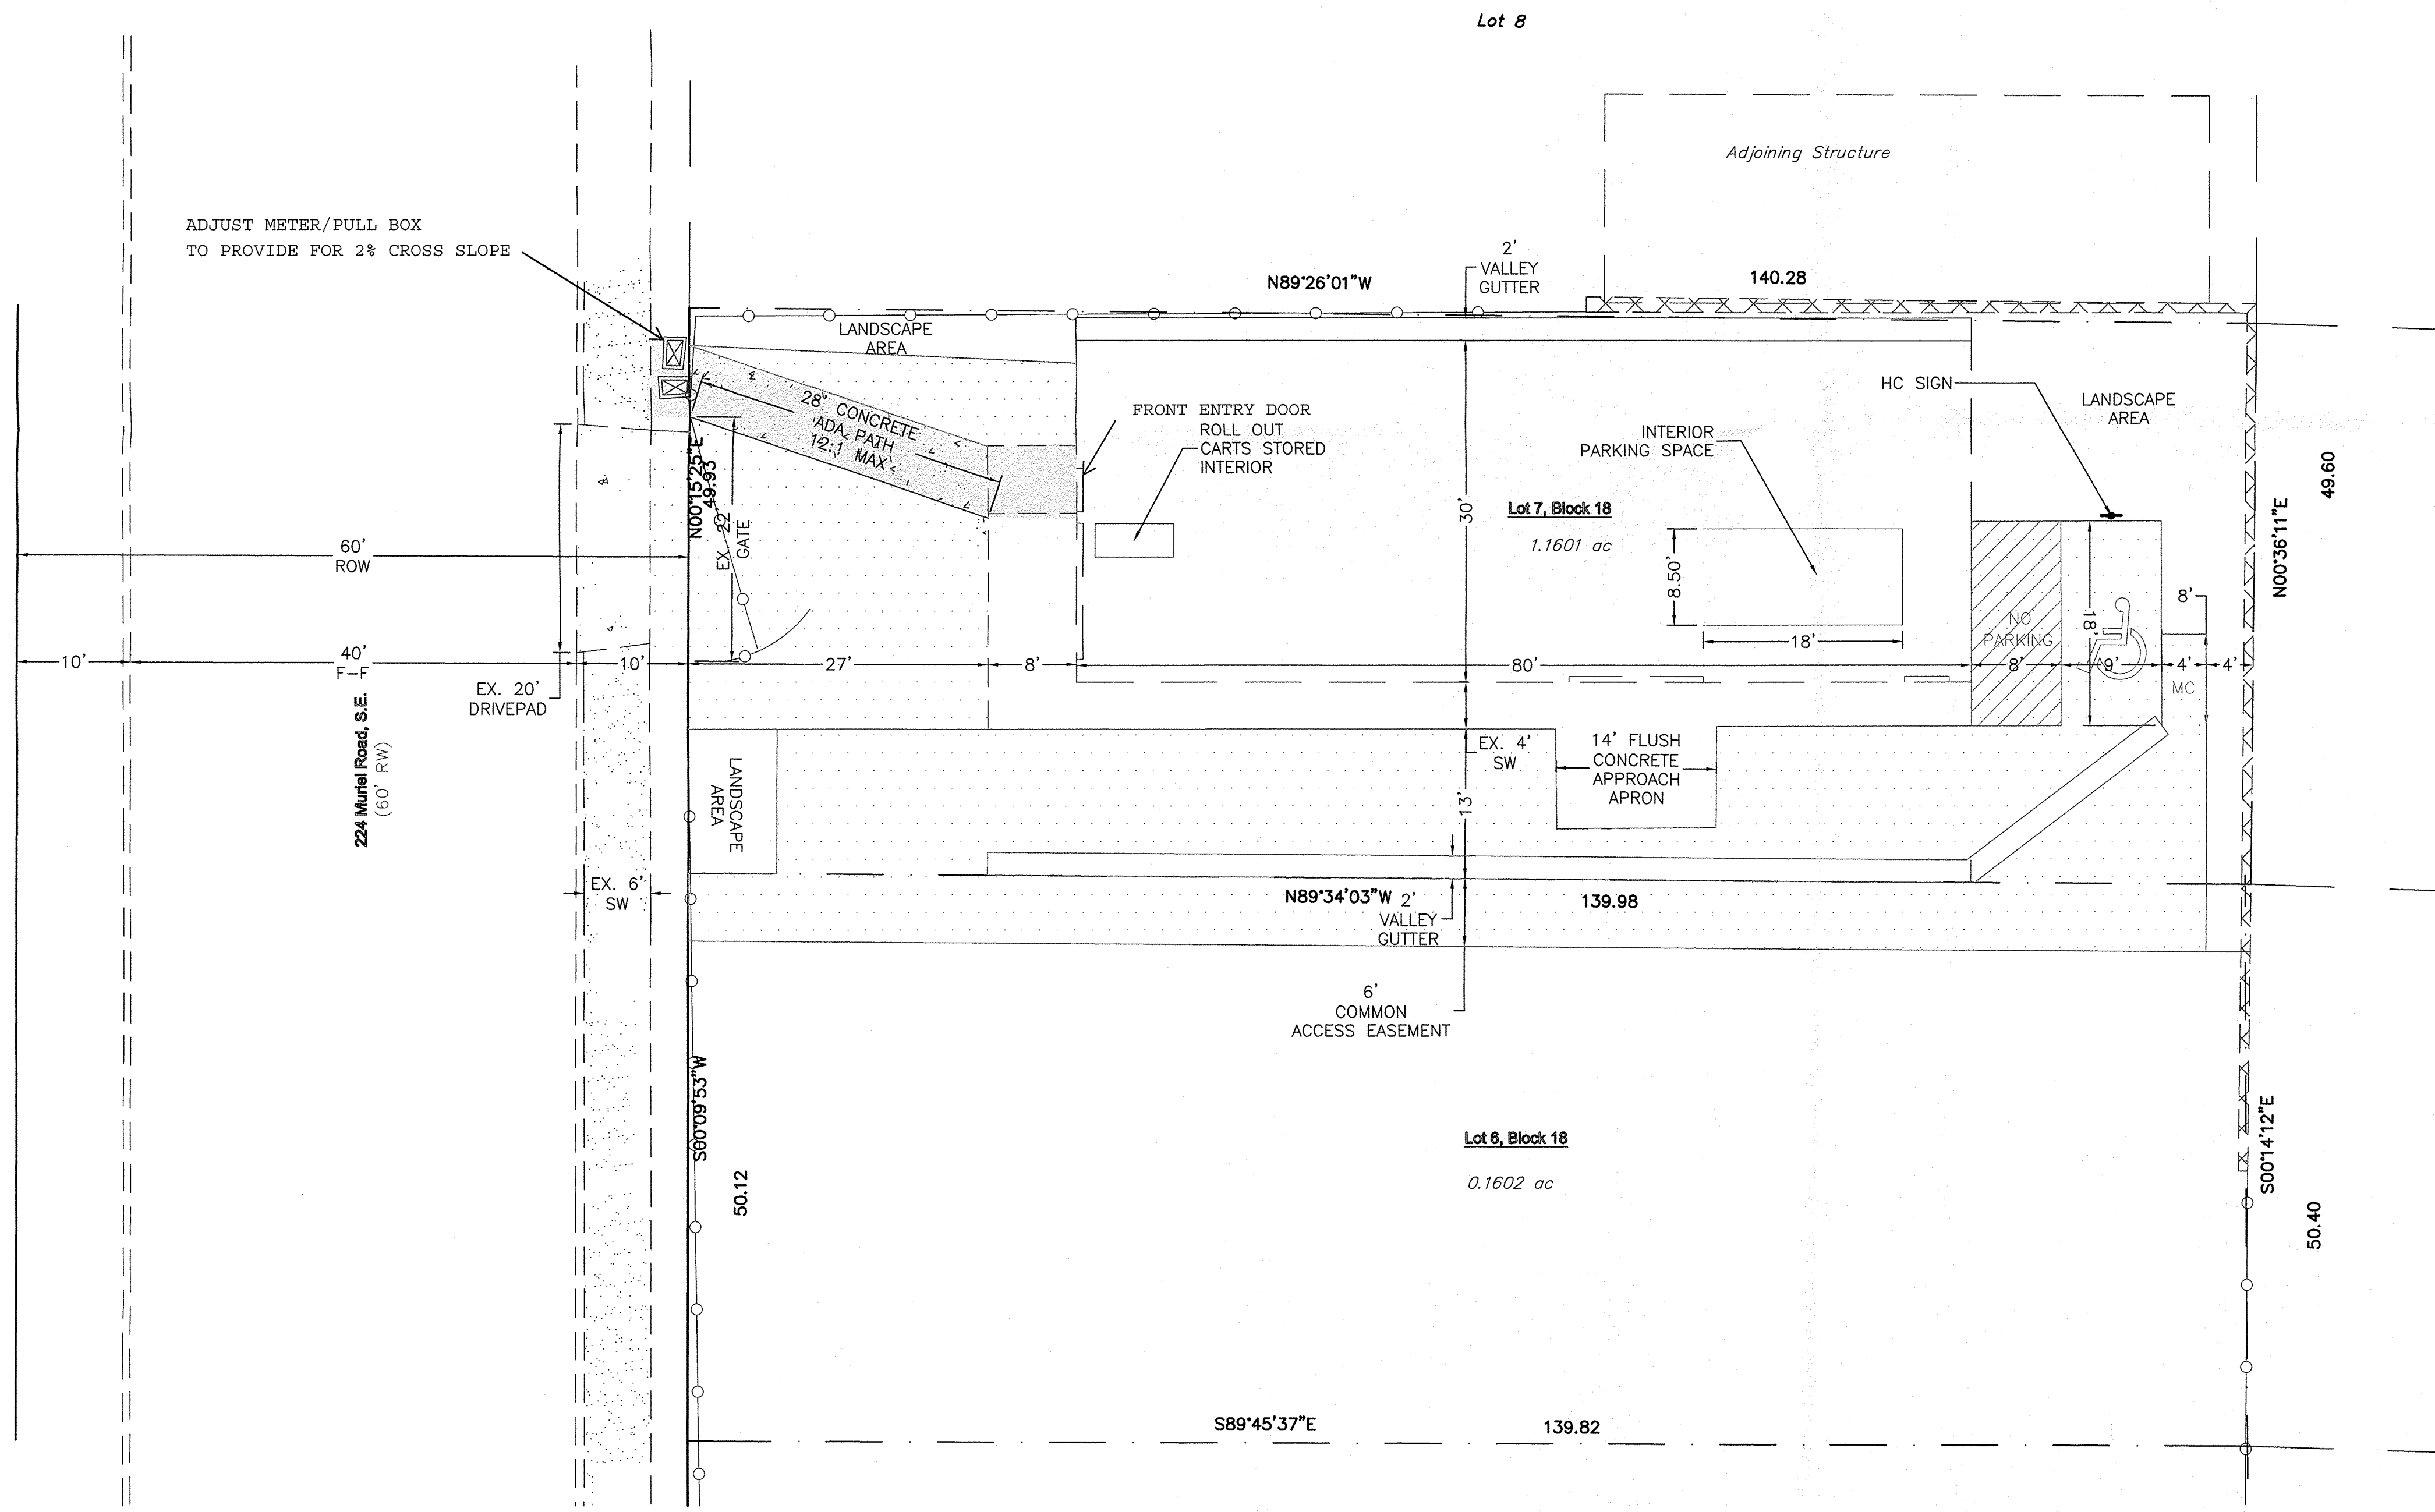 Lot 8
Adjoining Structure
ADJUST METER/PULL BOX
TO PROVIDE FOR 2% CROSS SLOPE
2'
VALLEY
GUTTER
N89°26'01"W
140.28
LANDSCAPE
AREA
HC SIGN
LANDSCAPE
AREA
28' CONCRETE
ADA PATH
12:1 MAX
FRONT ENTRY DOOR
ROLL OUT
CARTS STORED
INTERIOR
INTERIOR
PARKING SPACE
N00°15'25"E
49.93
EX 22'
GATE
30'
Lot 7, Block 18
1.1601 ac
8.50'
18'
49.60
N00°36'11"E
60'
ROW
NO
PARKING
18'
8'
10'
40'
F-F
10'
27'
8'
80'
8'
9'
4'
4'
MC
EX. 20'
DRIVEPAD
224 Muriel Road, S.E.
(60' RW)
LANDSCAPE
AREA
EX. 4'
SW
13'
14' FLUSH
CONCRETE
APPROACH
APRON
EX. 6'
SW
N89°34'03"W
139.98
2'
VALLEY
GUTTER
6'
COMMON
ACCESS EASEMENT
S00°09'53"W
50.12
Lot 6, Block 18
0.1602 ac
S00°14'12"E
50.40
S89°45'37"E
139.82